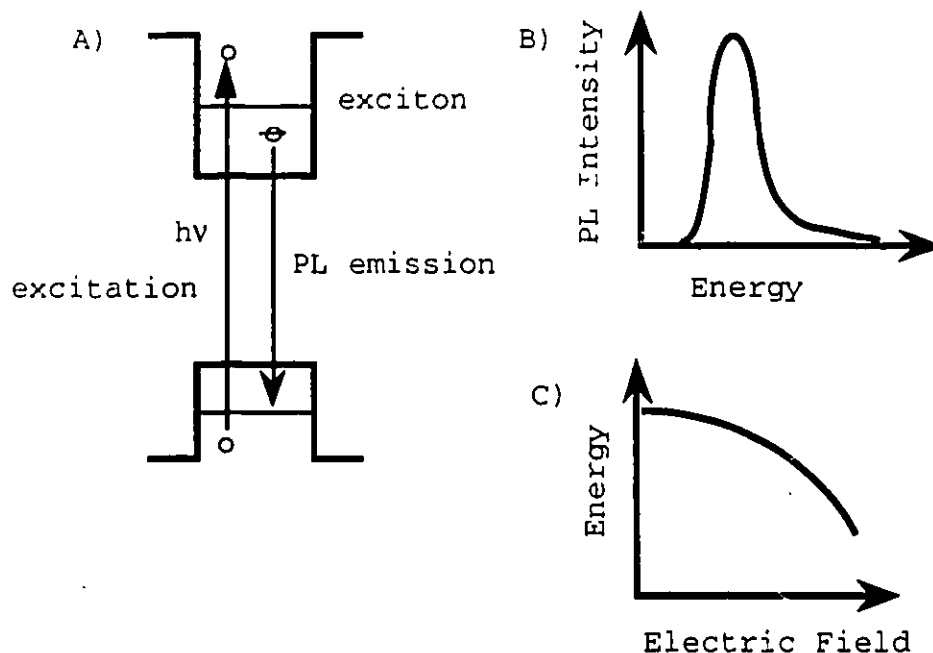 A)
exciton
hν
PL emission
excitation
B)
PL Intensity
Energy
C)
Energy
Electric Field